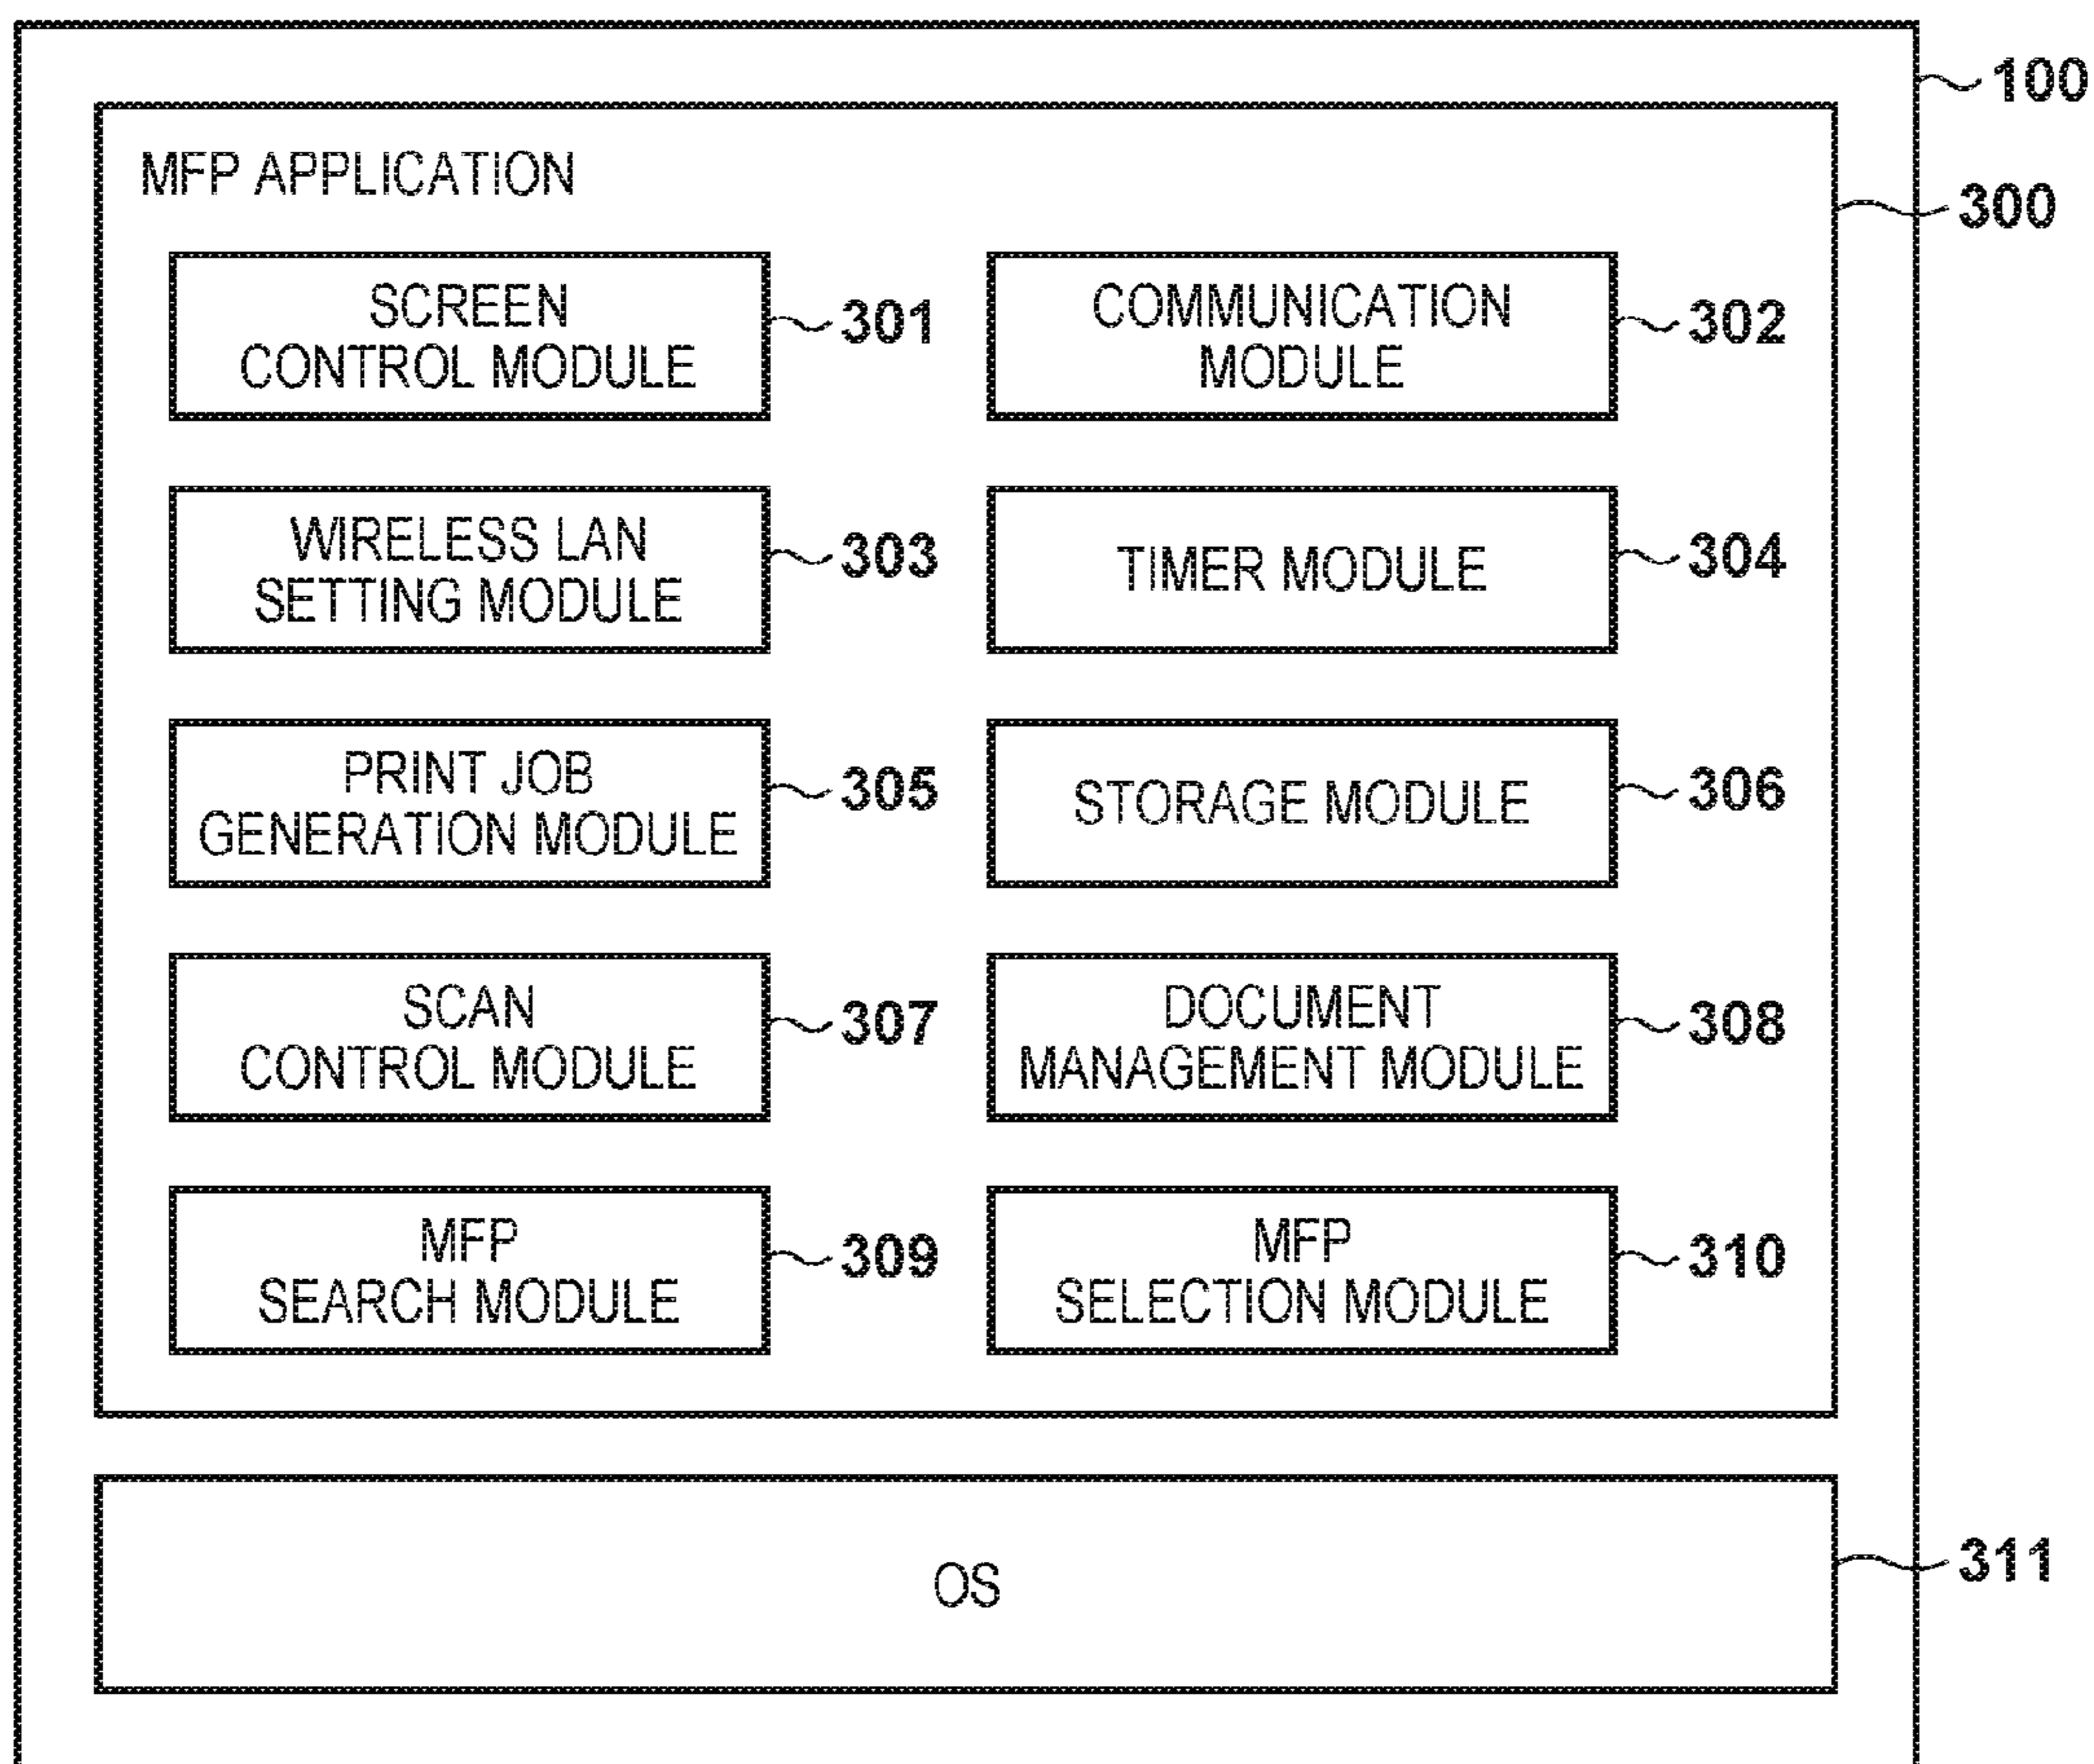 100
MFP APPLICATION
300
SCREEN
CONTROL MODULE
301
COMMUNICATION
MODULE
302
WIRELESS LAN
SETTING MODULE
303
TIMER MODULE
304
PRINT JOB
GENERATION MODULE
305
STORAGE MODULE
306
SCAN
CONTROL MODULE
307
DOCUMENT
MANAGEMENT MODULE
308
MFP
SEARCH MODULE
309
MFP
SELECTION MODULE
310
OS
311